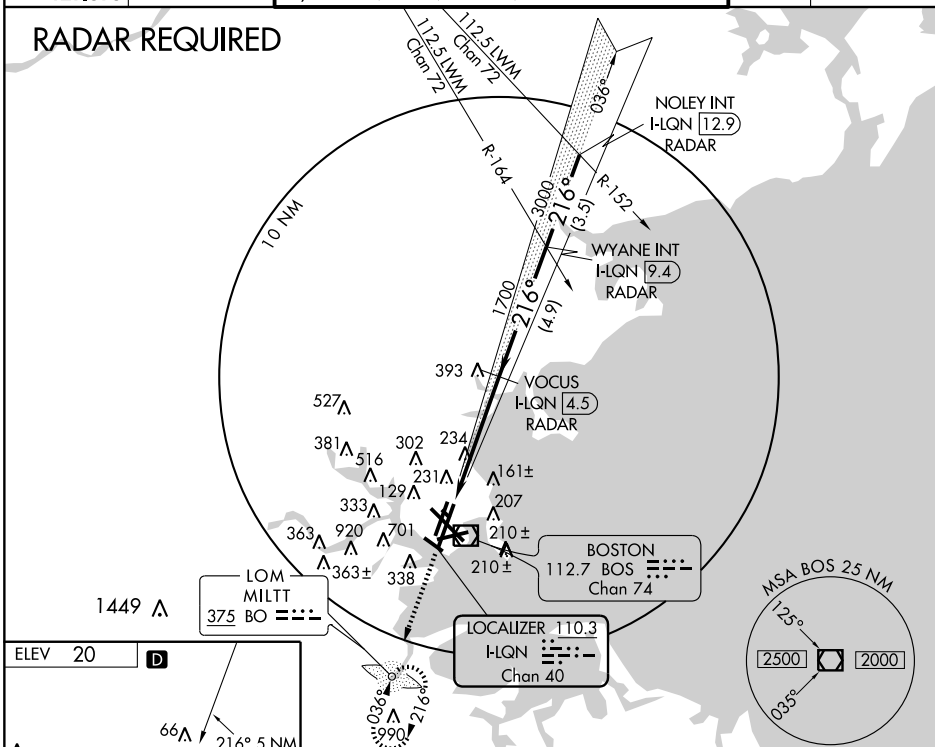 RADAR REQUIRED
112.5 LWM
Chan 72
112.5 LWM
Chan 72
036°
NOLEY INT
I-LQN 12.9
RADAR
R-164
R-152
3000
216°
(3.5)
10 NM
WYANE INT
I-LQN 9.4
RADAR
1700
216°
(4.9)
393
VOCUS
I-LQN 4.5
RADAR
527
381
302
234
516
231
161±
129
207
333
363
920
701
210±
363±
338
210±
BOSTON
112.7 BOS
Chan 74
LOM
MILTT
375 BO
1449
LOCALIZER 110.3
I-LQN
Chan 40
MSA BOS 25 NM
125°
2500
2000
035°
ELEV 20
D
036°
216°
990
66
216° 5 NM